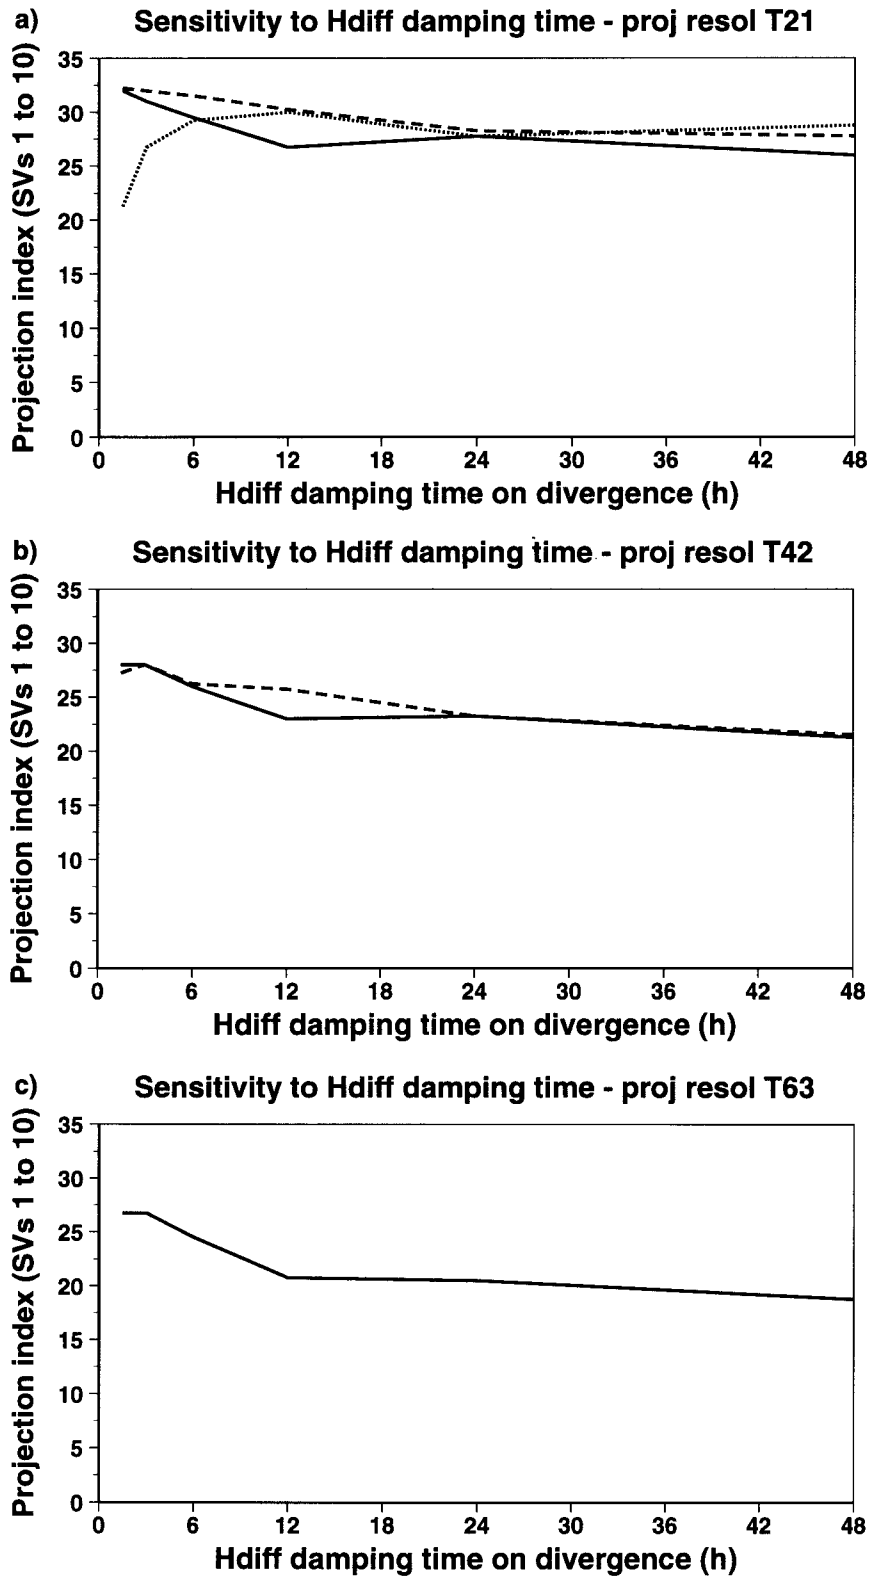 a) Sensitivity to Hdiff damping time - proj resol T21
Projection index (SVs 1 to 10)
35
30
25
20
15
10
5
0
0 6 12 18 24 30 36 42 48
Hdiff damping time on divergence (h)
b) Sensitivity to Hdiff damping time - proj resol T42
Projection index (SVs 1 to 10)
35
30
25
20
15
10
5
0
0 6 12 18 24 30 36 42 48
Hdiff damping time on divergence (h)
c) Sensitivity to Hdiff damping time - proj resol T63
Projection index (SVs 1 to 10)
35
30
25
20
15
10
5
0
0 6 12 18 24 30 36 42 48
Hdiff damping time on divergence (h)